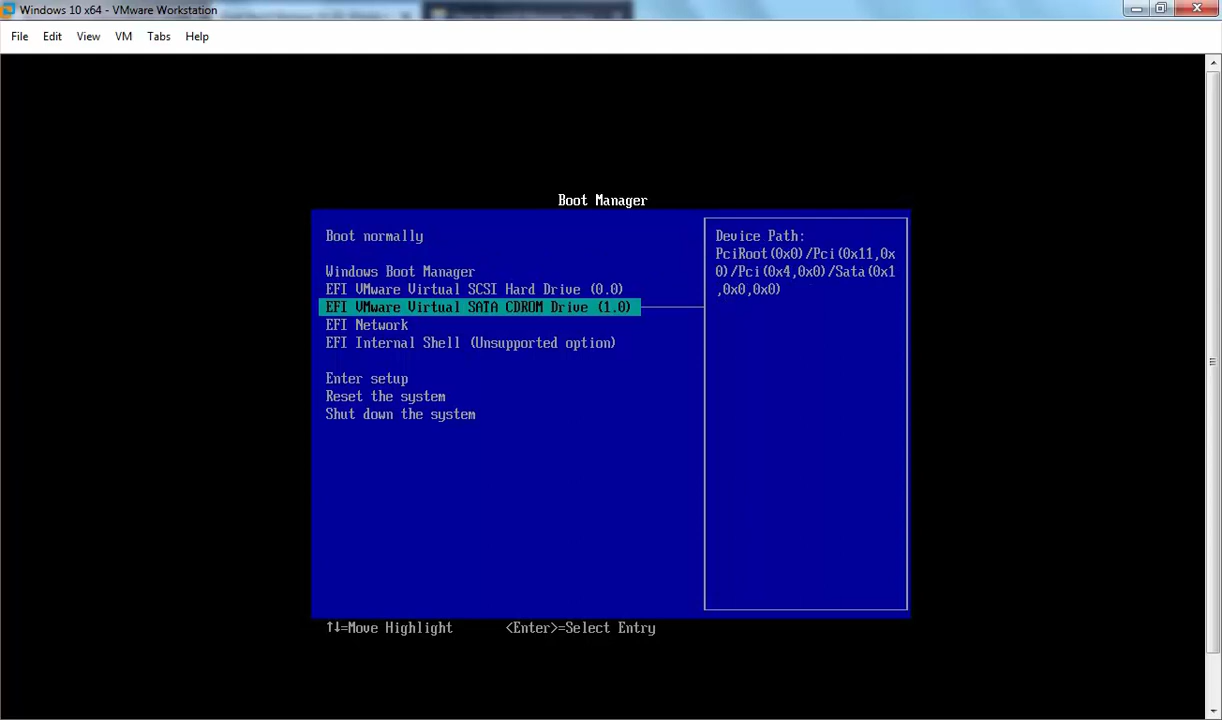 Windows 10 x64 - VMware Workstation
File Edit View VM Tabs Help
Boot Manager
Boot normally
Windows Boot Manager
EFI VMware Virtual SCSI Hard Drive (0.0)
EFI VMware Virtual SATA CDROM Drive (1.0)
EFI Network
EFI Internal Shell (Unsupported option)
Enter setup
Reset the system
Shut down the system
Device Path:
PciRoot(0x0)/Pci(0x11,0x
0)/Pci(0x4,0x0)/Sata(0x1
,0x0,0x0)
↑↓=Move Highlight <Enter>=Select Entry